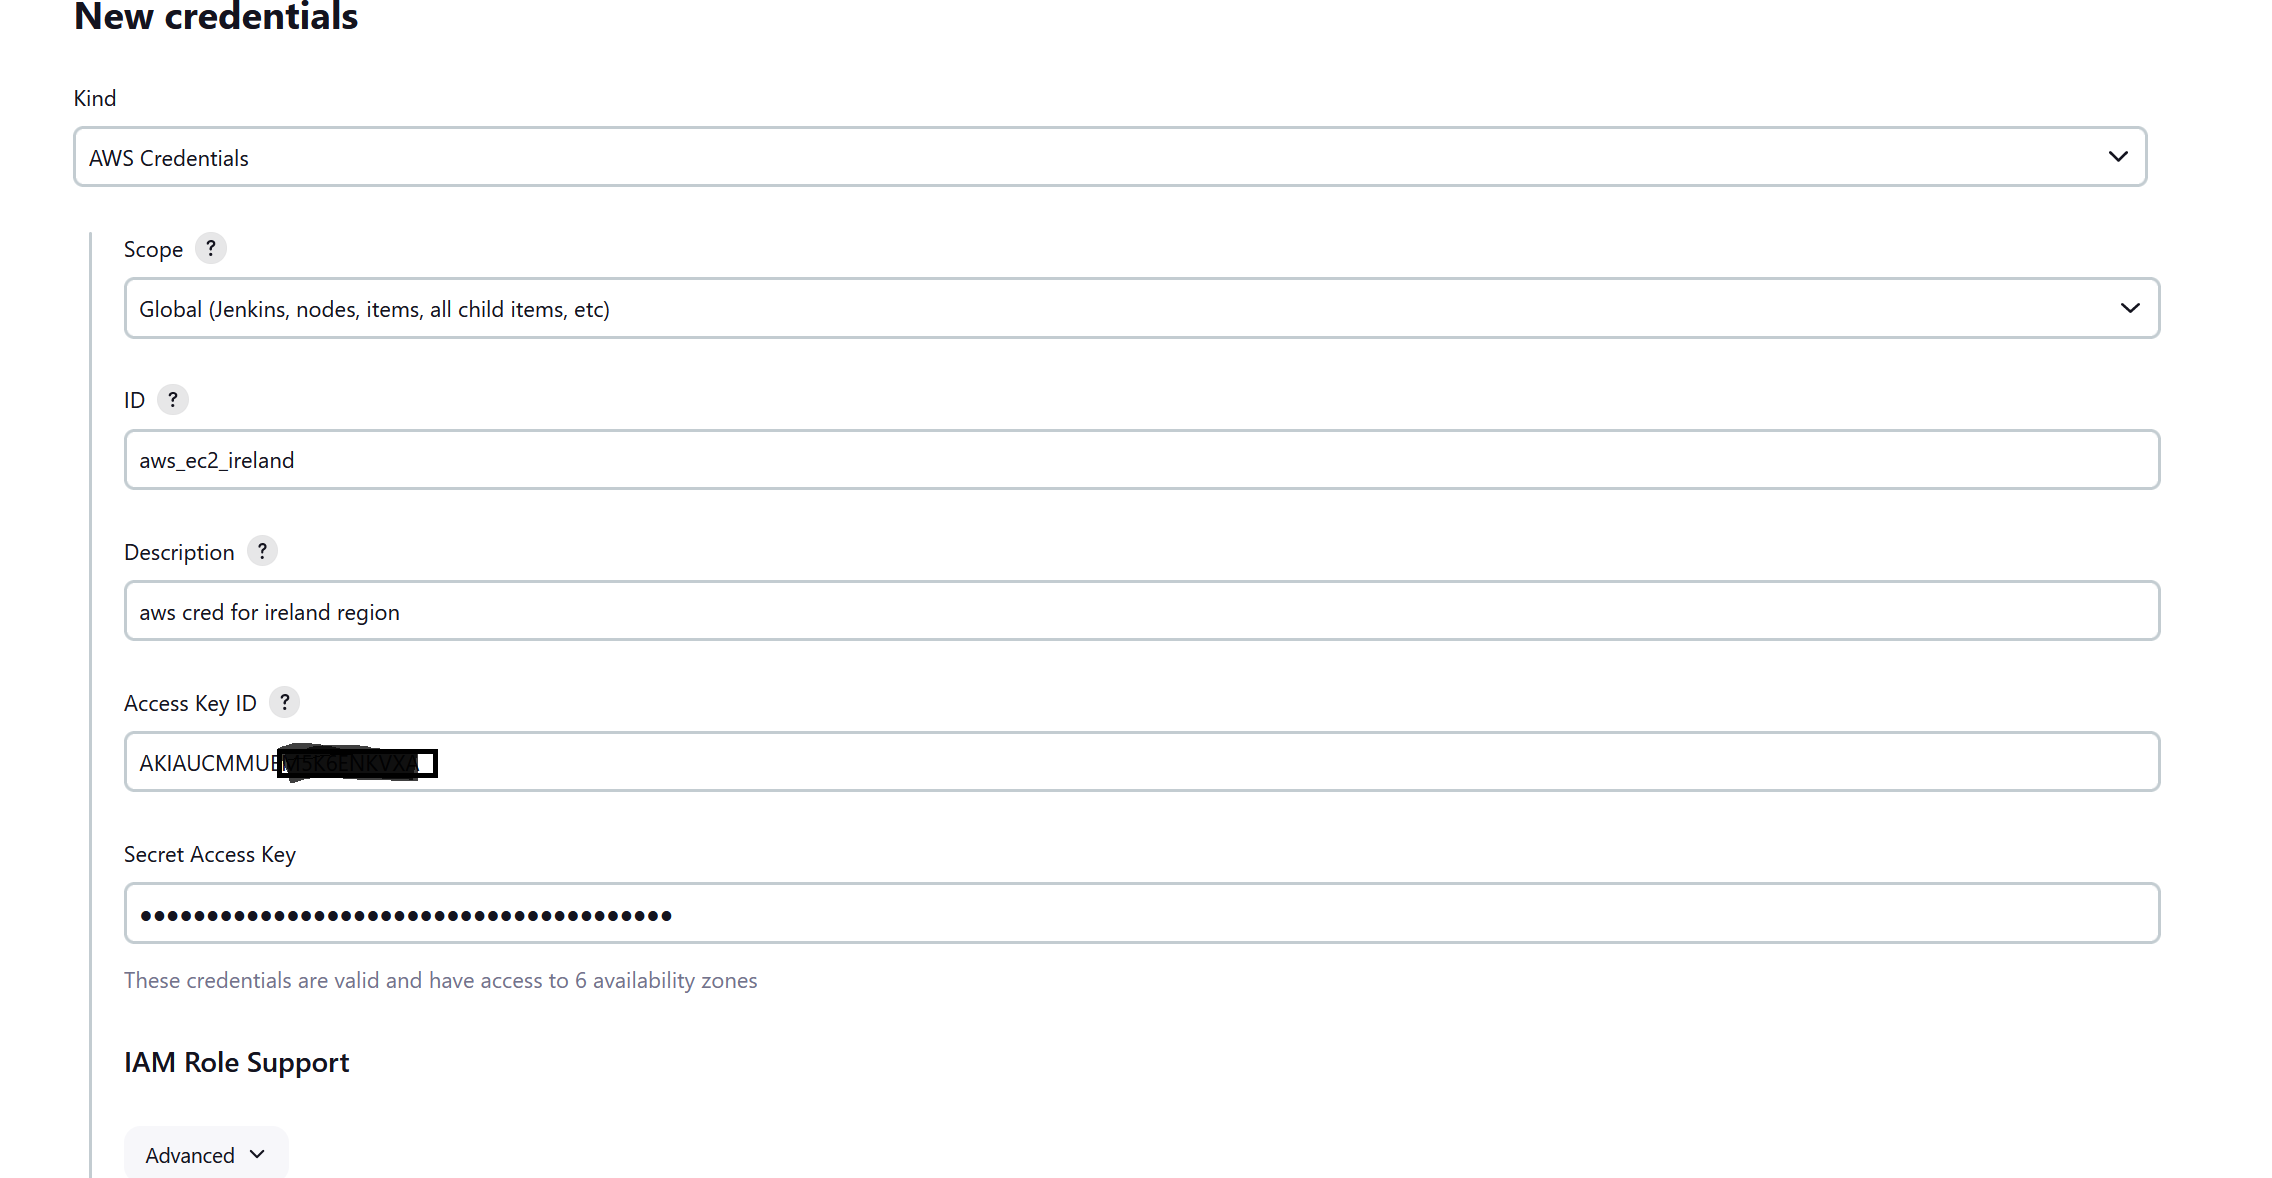 New credentials
Kind
AWS Credentials
Scope ?
Global (Jenkins, nodes, items, all child items, etc)
ID ?
aws_ec2_ireland
Description ?
aws cred for ireland region
Access Key ID ?
AKIAUCMMUE
Secret Access Key
••••••••••••••••••••••••••••••••••••••••
These credentials are valid and have access to 6 availability zones
IAM Role Support
Advanced